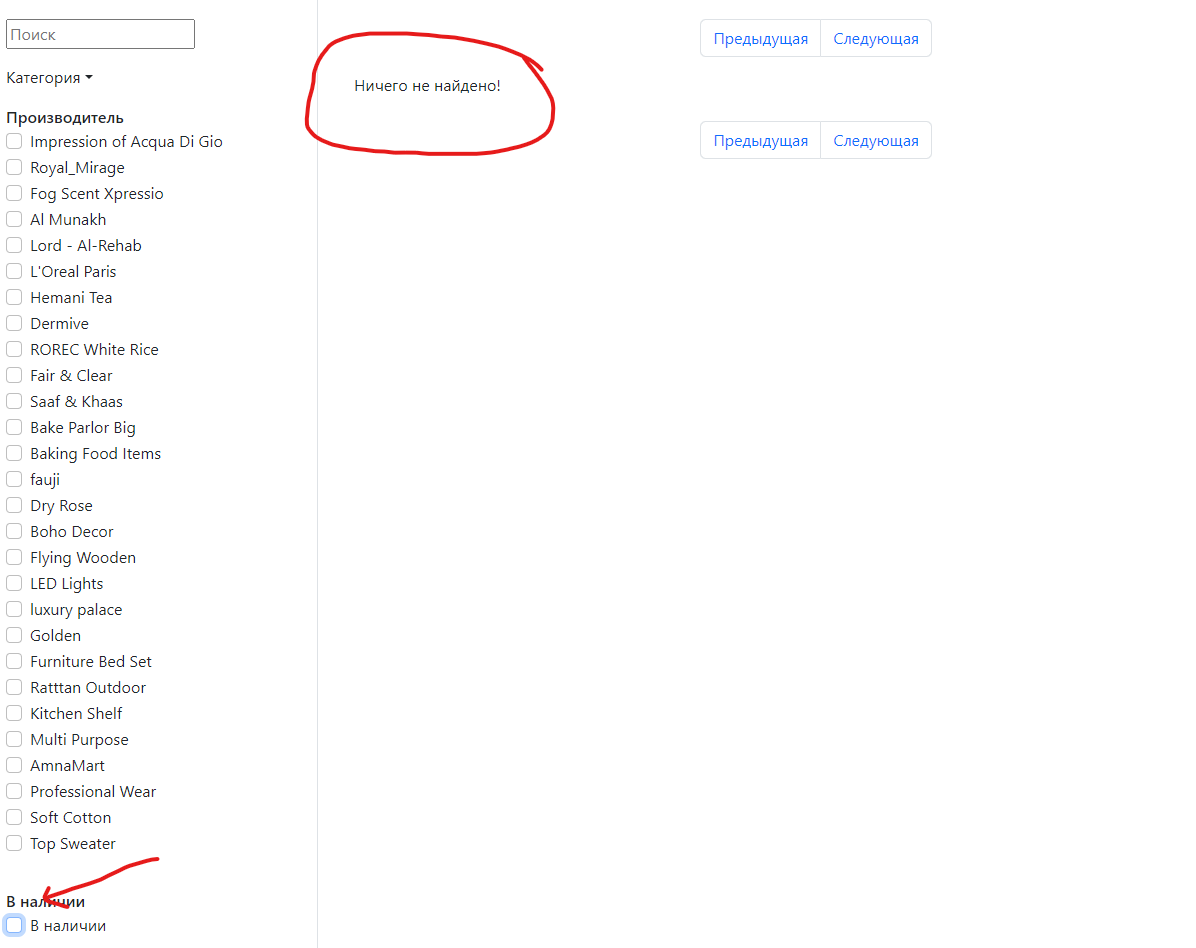 Поиск
Категория
Производитель
Impression of Acqua Di Gio
Royal_Mirage
Fog Scent Xpressio
Al Munakh
Lord - Al-Rehab
L'Oreal Paris
Hemani Tea
Dermive
ROREC White Rice
Fair & Clear
Saaf & Khaas
Bake Parlor Big
Baking Food Items
fauji
Dry Rose
Boho Decor
Flying Wooden
LED Lights
luxury palace
Golden
Furniture Bed Set
Ratttan Outdoor
Kitchen Shelf
Multi Purpose
AmnaMart
Professional Wear
Soft Cotton
Top Sweater
В наличии
В наличии
Предыдущая Следующая
Ничего не найдено!
Предыдущая Следующая